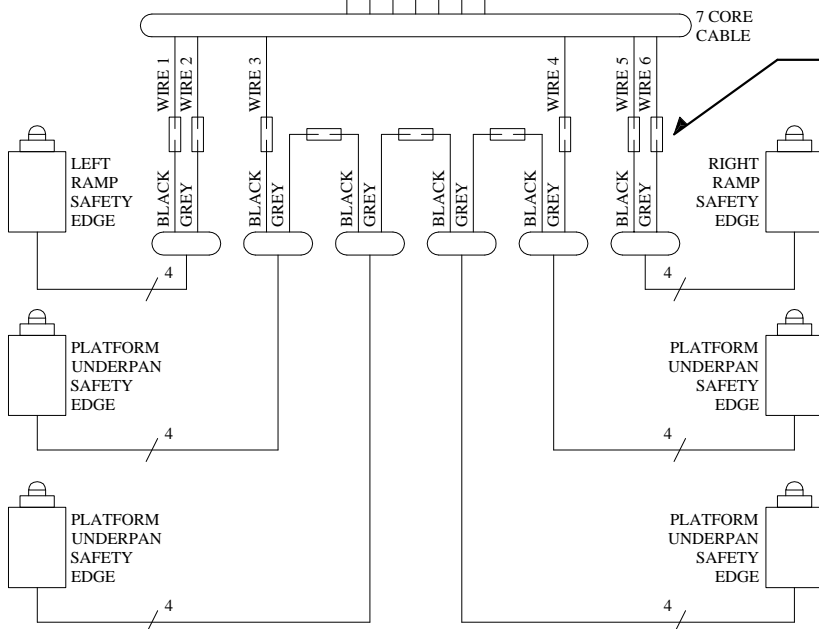 7 CORE
CABLE
WIRE 1
WIRE 2
WIRE 3
WIRE 4
WIRE 5
WIRE 6
LEFT
RAMP
SAFETY
EDGE
RIGHT
RAMP
SAFETY
EDGE
BLACK
GREY
BLACK
GREY
BLACK
GREY
BLACK
GREY
BLACK
GREY
BLACK
GREY
4
4
PLATFORM
UNDERPAN
SAFETY
EDGE
PLATFORM
UNDERPAN
SAFETY
EDGE
4
4
PLATFORM
UNDERPAN
SAFETY
EDGE
PLATFORM
UNDERPAN
SAFETY
EDGE
4
4